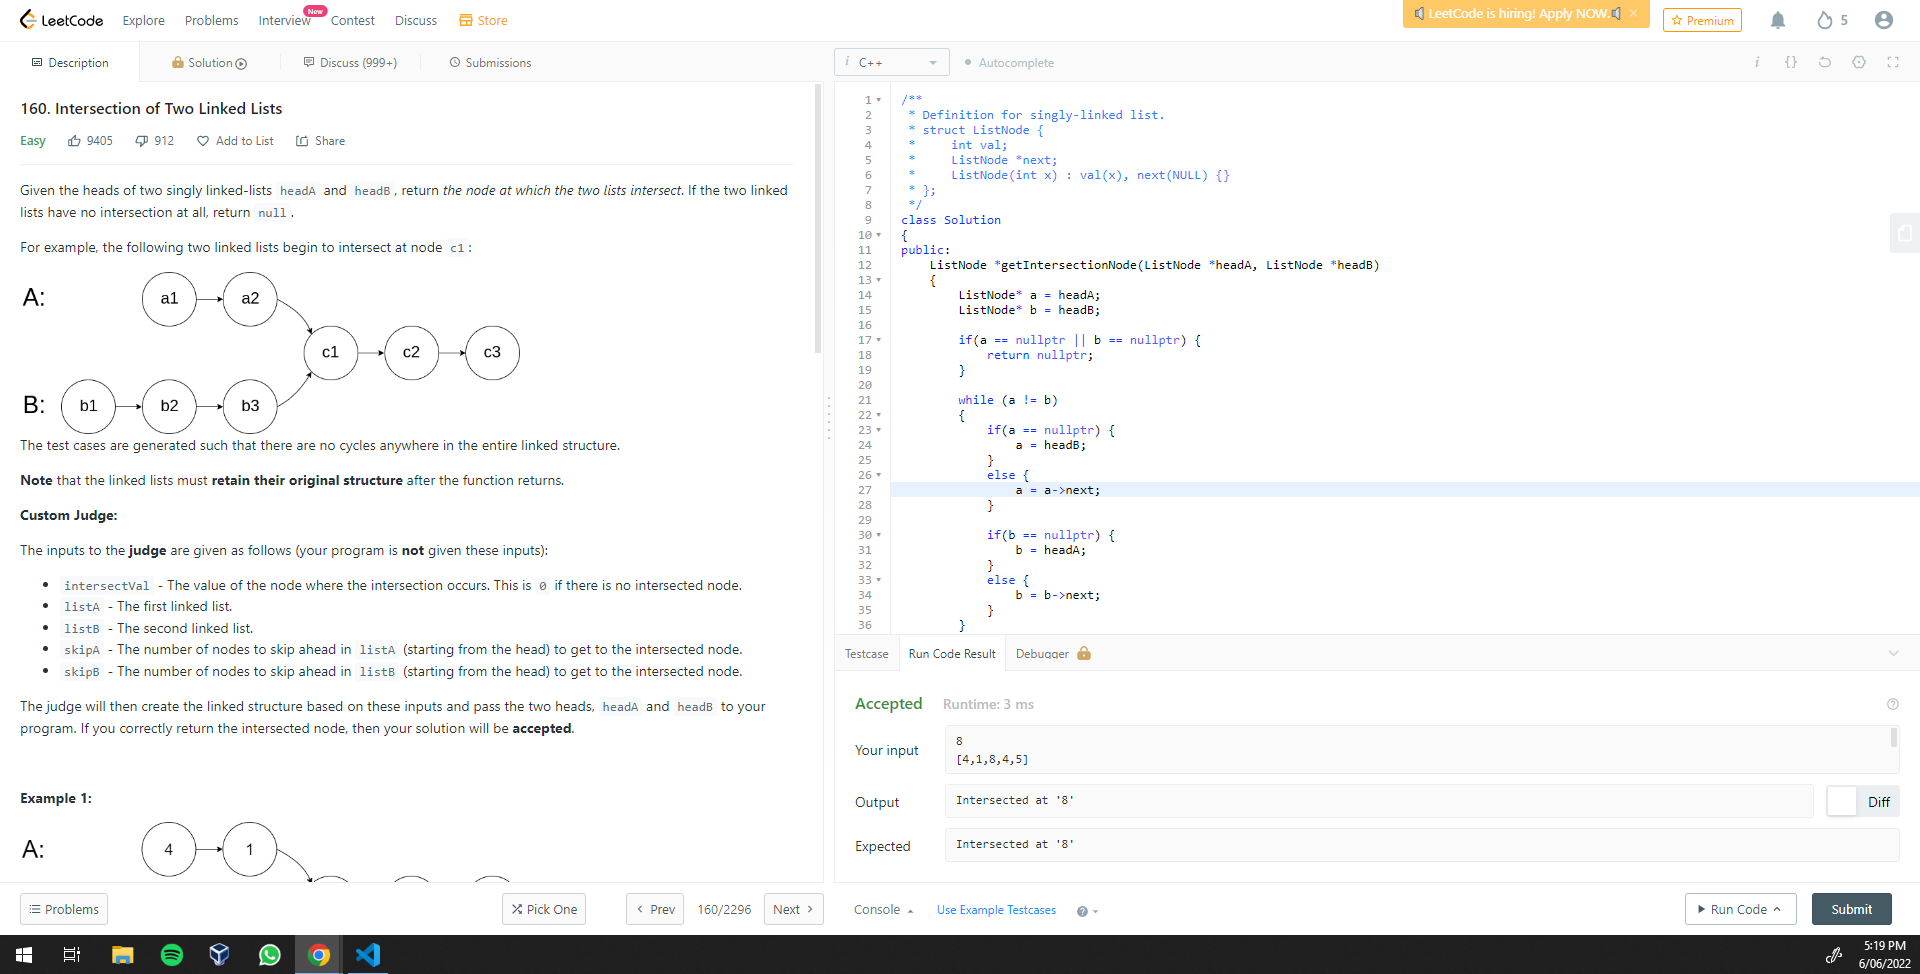 LeetCode
Explore
Problems
Interview
New
Contest
Discuss
Store
LeetCode is hiring! Apply NOW.
×
Premium
5
Description
Solution
Discuss (999+)
Submissions
160. Intersection of Two Linked Lists
Easy
9405
912
Add to List
Share
Given the heads of two singly linked-lists headA and headB, return the node at which the two lists intersect. If the two linked
lists have no intersection at all, return null.
For example, the following two linked lists begin to intersect at node c1:
A:
a1
a2
c1
c2
c3
B:
b1
b2
b3
The test cases are generated such that there are no cycles anywhere in the entire linked structure.
Note that the linked lists must retain their original structure after the function returns.
Custom Judge:
The inputs to the judge are given as follows (your program is not given these inputs):
• intersectVal - The value of the node where the intersection occurs. This is 0 if there is no intersected node.
• listA - The first linked list.
• listB - The second linked list.
• skipA - The number of nodes to skip ahead in listA (starting from the head) to get to the intersected node.
• skipB - The number of nodes to skip ahead in listB (starting from the head) to get to the intersected node.
The judge will then create the linked structure based on these inputs and pass the two heads, headA and headB to your
program. If you correctly return the intersected node, then your solution will be accepted.
Example 1:
A:
4
1
Problems
Pick One
Prev
160/2296
Next
i C++
Autocomplete
i {}
1 /**
2  * Definition for singly-linked list.
3  * struct ListNode {
4  *     int val;
5  *     ListNode *next;
6  *     ListNode(int x) : val(x), next(NULL) {}
7  * };
8  */
9 class Solution
10 {
11 public:
12     ListNode *getIntersectionNode(ListNode *headA, ListNode *headB)
13     {
14         ListNode* a = headA;
15         ListNode* b = headB;
16
17         if(a == nullptr || b == nullptr) {
18             return nullptr;
19         }
20
21         while (a != b)
22         {
23             if(a == nullptr) {
24                 a = headB;
25             }
26             else {
27                 a = a->next;
28             }
29
30             if(b == nullptr) {
31                 b = headA;
32             }
33             else {
34                 b = b->next;
35             }
36         }
Testcase
Run Code Result
Debugger
Accepted
Runtime: 3 ms
Your input
8
[4,1,8,4,5]
Output
Intersected at '8'
Diff
Expected
Intersected at '8'
Console
Use Example Testcases
Run Code
Submit
5:19 PM
6/06/2022